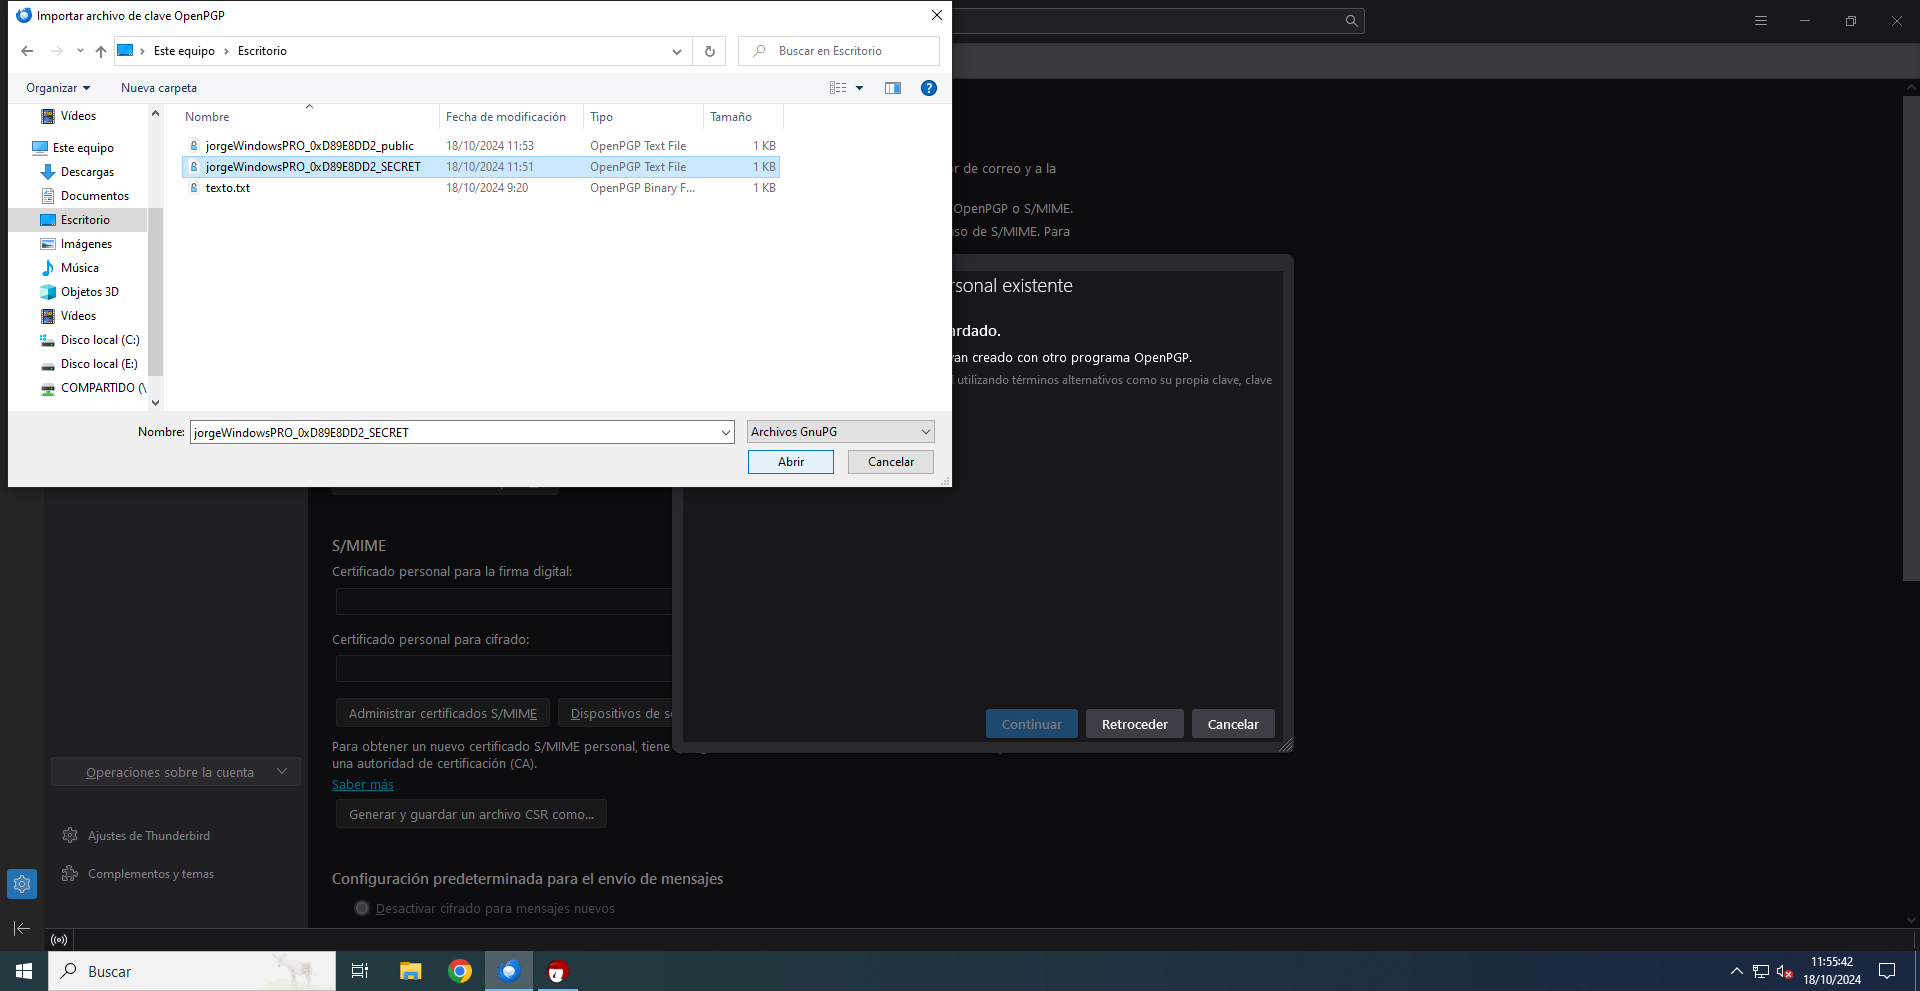 Importar archivo de clave OpenPGP
Este equipo
Escritorio
Buscar en Escritorio
Organizar
Nueva carpeta
Vídeos
Este equipo
Descargas
Documentos
Escritorio
Imágenes
Música
Objetos 3D
Vídeos
Disco local (C:)
Disco local (E:)
COMPARTIDO (\
Nombre Fecha de modificación Tipo Tamaño
jorgeWindowsPRO_0xD89E8DD2_public 18/10/2024 11:53 OpenPGP Text File 1 KB
jorgeWindowsPRO_0xD89E8DD2_SECRET 18/10/2024 11:51 OpenPGP Text File 1 KB
texto.txt 18/10/2024 9:20 OpenPGP Binary F... 1 KB
Nombre: jorgeWindowsPRO_0xD89E8DD2_SECRET
Archivos GnuPG
Abrir
Cancelar
r de correo y a la
OpenPGP o S/MIME.
so de S/MIME. Para
rsonal existente
ardado.
van creado con otro programa OpenPGP.
l utilizando términos alternativos como su propia clave, clave
Continuar
Retroceder
Cancelar
S/MIME
Certificado personal para la firma digital:
Certificado personal para cifrado:
Administrar certificados S/MIME
Dispositivos de se
Para obtener un nuevo certificado S/MIME personal, tiene
una autoridad de certificación (CA).
Saber más
Generar y guardar un archivo CSR como...
Configuración predeterminada para el envío de mensajes
Desactivar cifrado para mensajes nuevos
Operaciones sobre la cuenta
Ajustes de Thunderbird
Complementos y temas
Buscar
11:55:42
18/10/2024